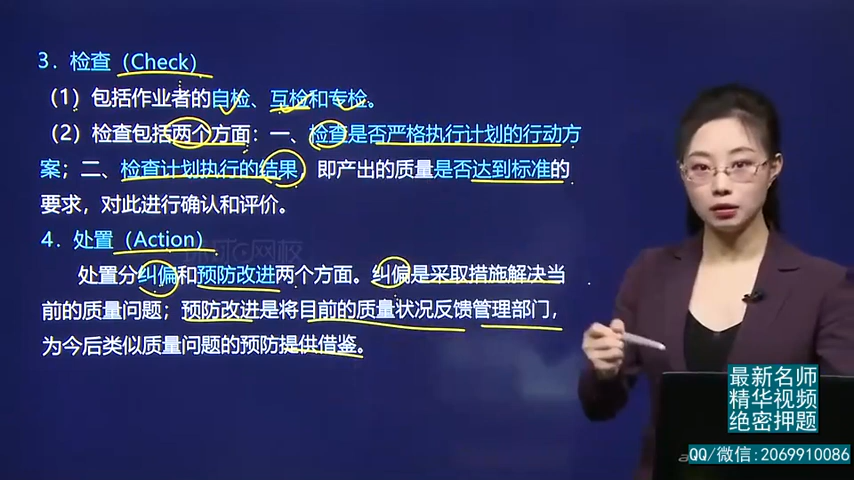 3．检查（Check）
（1）包括作业者的自检、互检和专检。
（2）检查包括两个方面：一、检查是否严格执行计划的行动方
案；二、检查计划执行的结果，即产出的质量是否达到标准的
要求，对此进行确认和评价。
4．处置（Action）
环球网校
处置分纠偏和预防改进两个方面。纠偏是采取措施解决当
前的质量问题；预防改进是将目前的质量状况反馈管理部门，
为今后类似质量问题的预防提供借鉴。
最新名师
精华视频
绝密押题
QQ/微信:2069910086